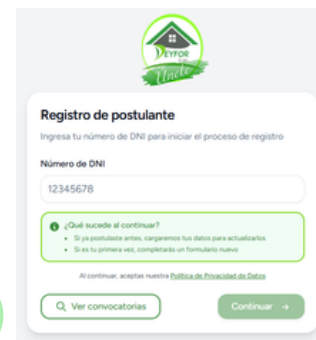 DEYFOR
Uncle
Registro de postulante
Ingresa tu número de DNI para iniciar el proceso de registro
Número de DNI
12345678
¿Qué sucede al continuar?
• Si ya postulaste antes, cargaremos tus datos para actualizarlos
• Si es tu primera vez, completarás un formulario nuevo
Al continuar, aceptas nuestra Política de Privacidad de Datos
Ver convocatorias
Continuar →